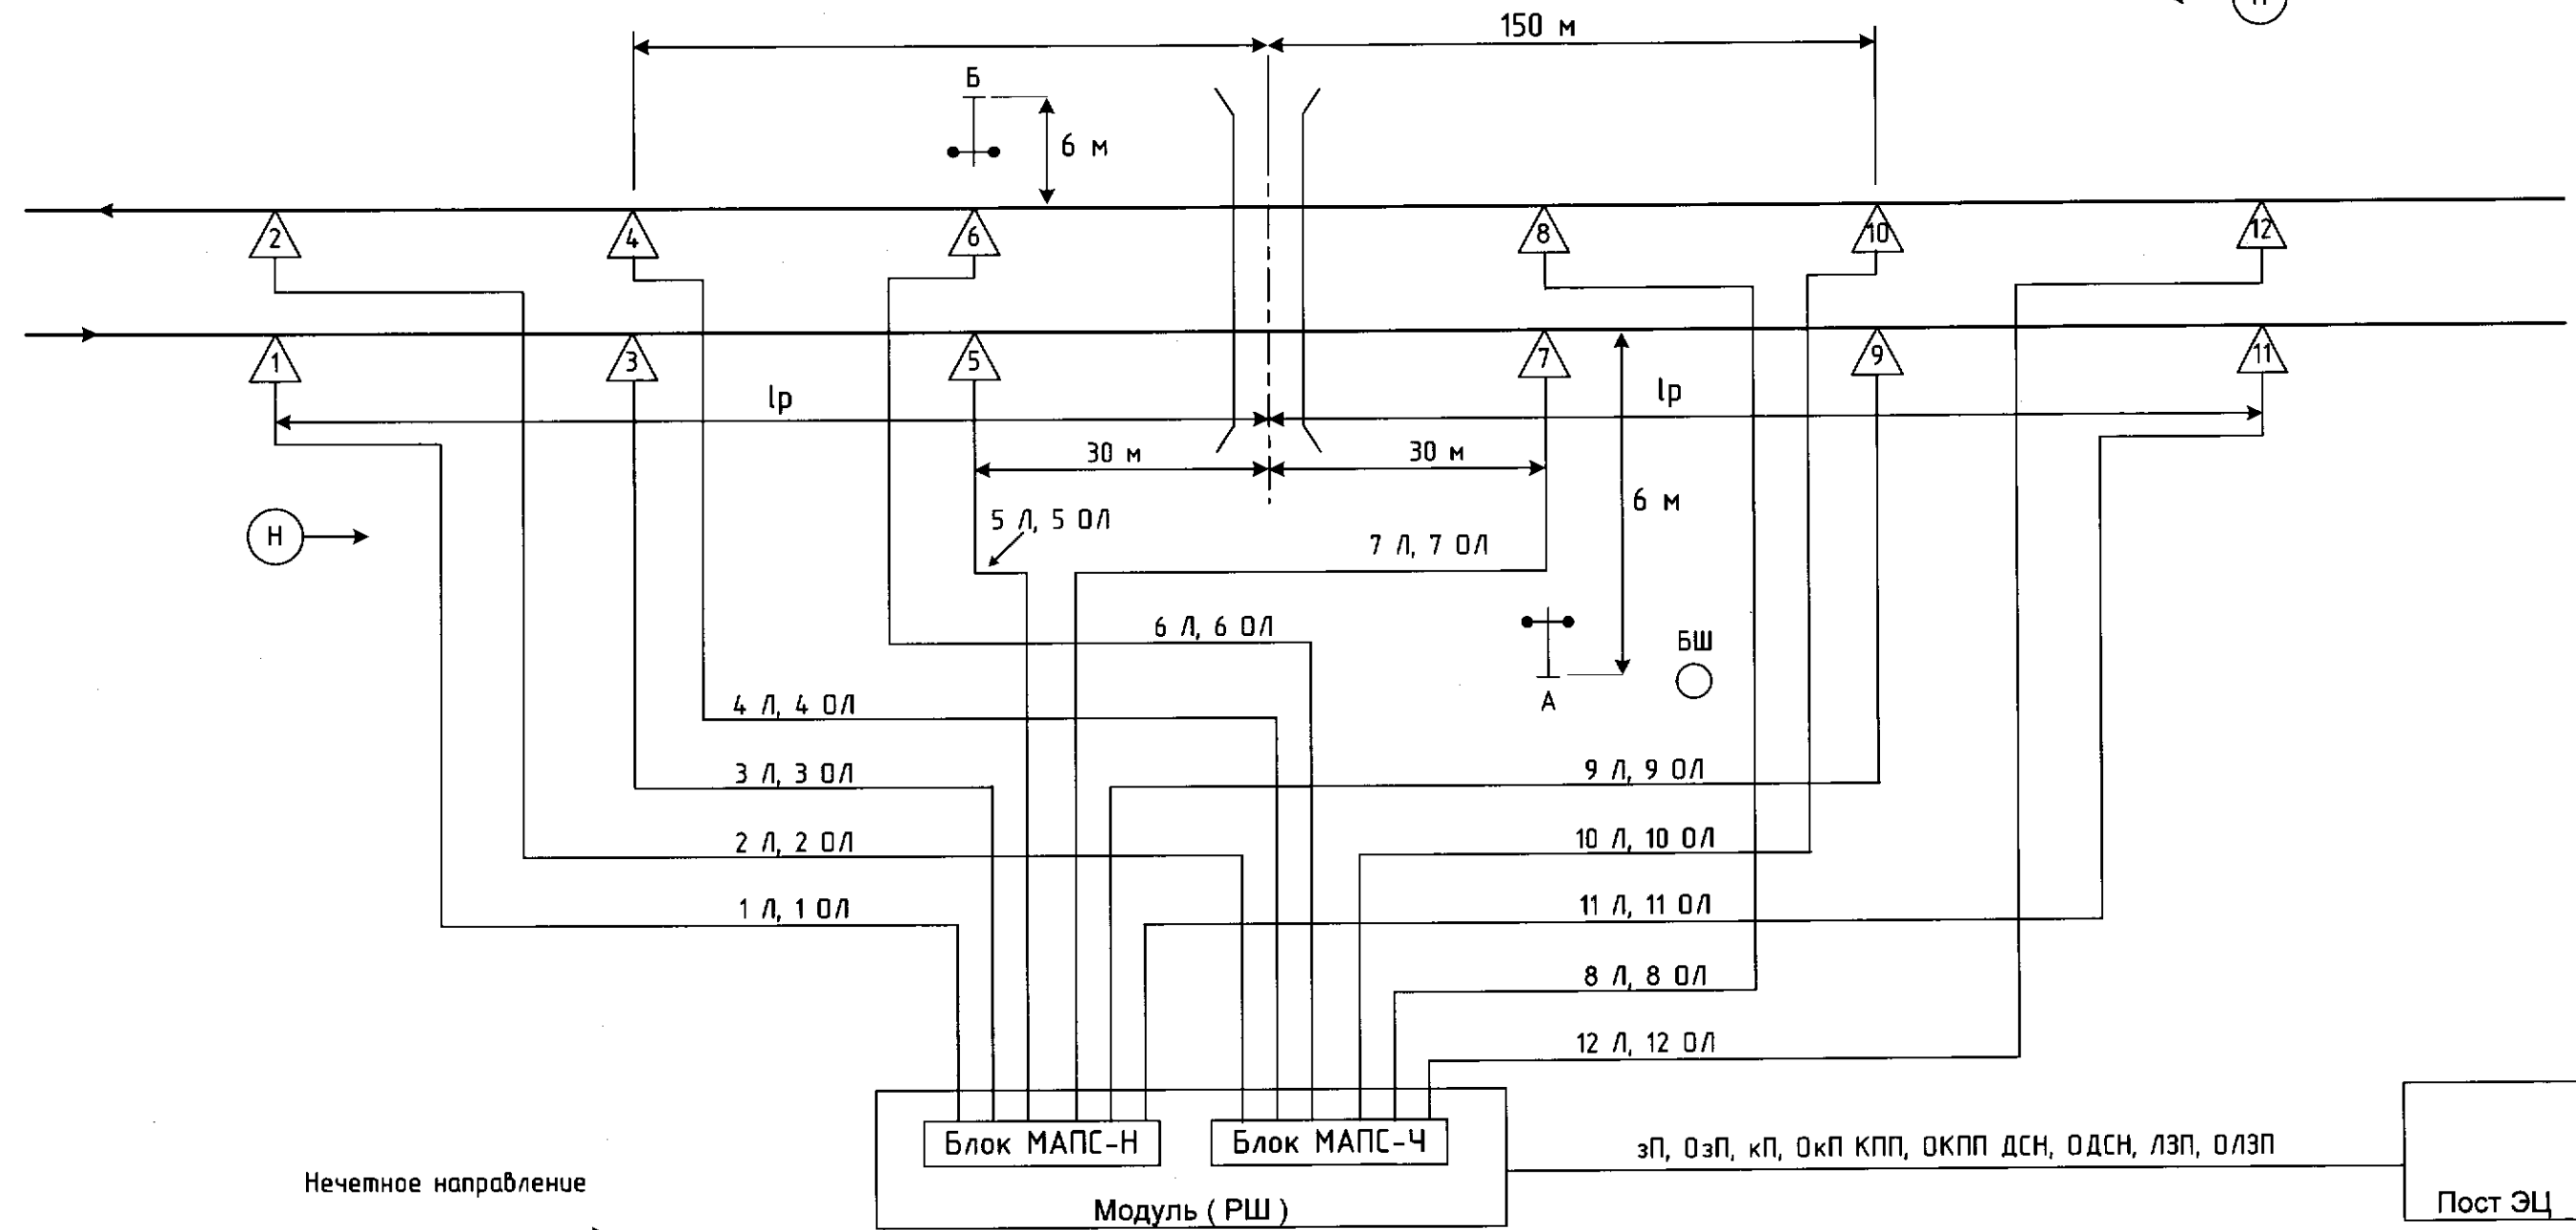 150 м
Б
6 м
2
4
6
8
10
12
1
3
5
7
9
11
lр
lр
30 м
30 м
6 м
Н
5 Л, 5 ОЛ
7 Л, 7 ОЛ
6 Л, 6 ОЛ
БШ
А
4 Л, 4 ОЛ
3 Л, 3 ОЛ
9 Л, 9 ОЛ
2 Л, 2 ОЛ
10 Л, 10 ОЛ
1 Л, 1 ОЛ
11 Л, 11 ОЛ
8 Л, 8 ОЛ
12 Л, 12 ОЛ
Блок МАПС-Н
Блок МАПС-Ч
зП, ОзП, кП, ОкП КПП, ОКПП ДСН, ОДСН, ЛЗП, ОЛЗП
Нечетное направление
Модуль ( РШ )
Пост ЭЦ